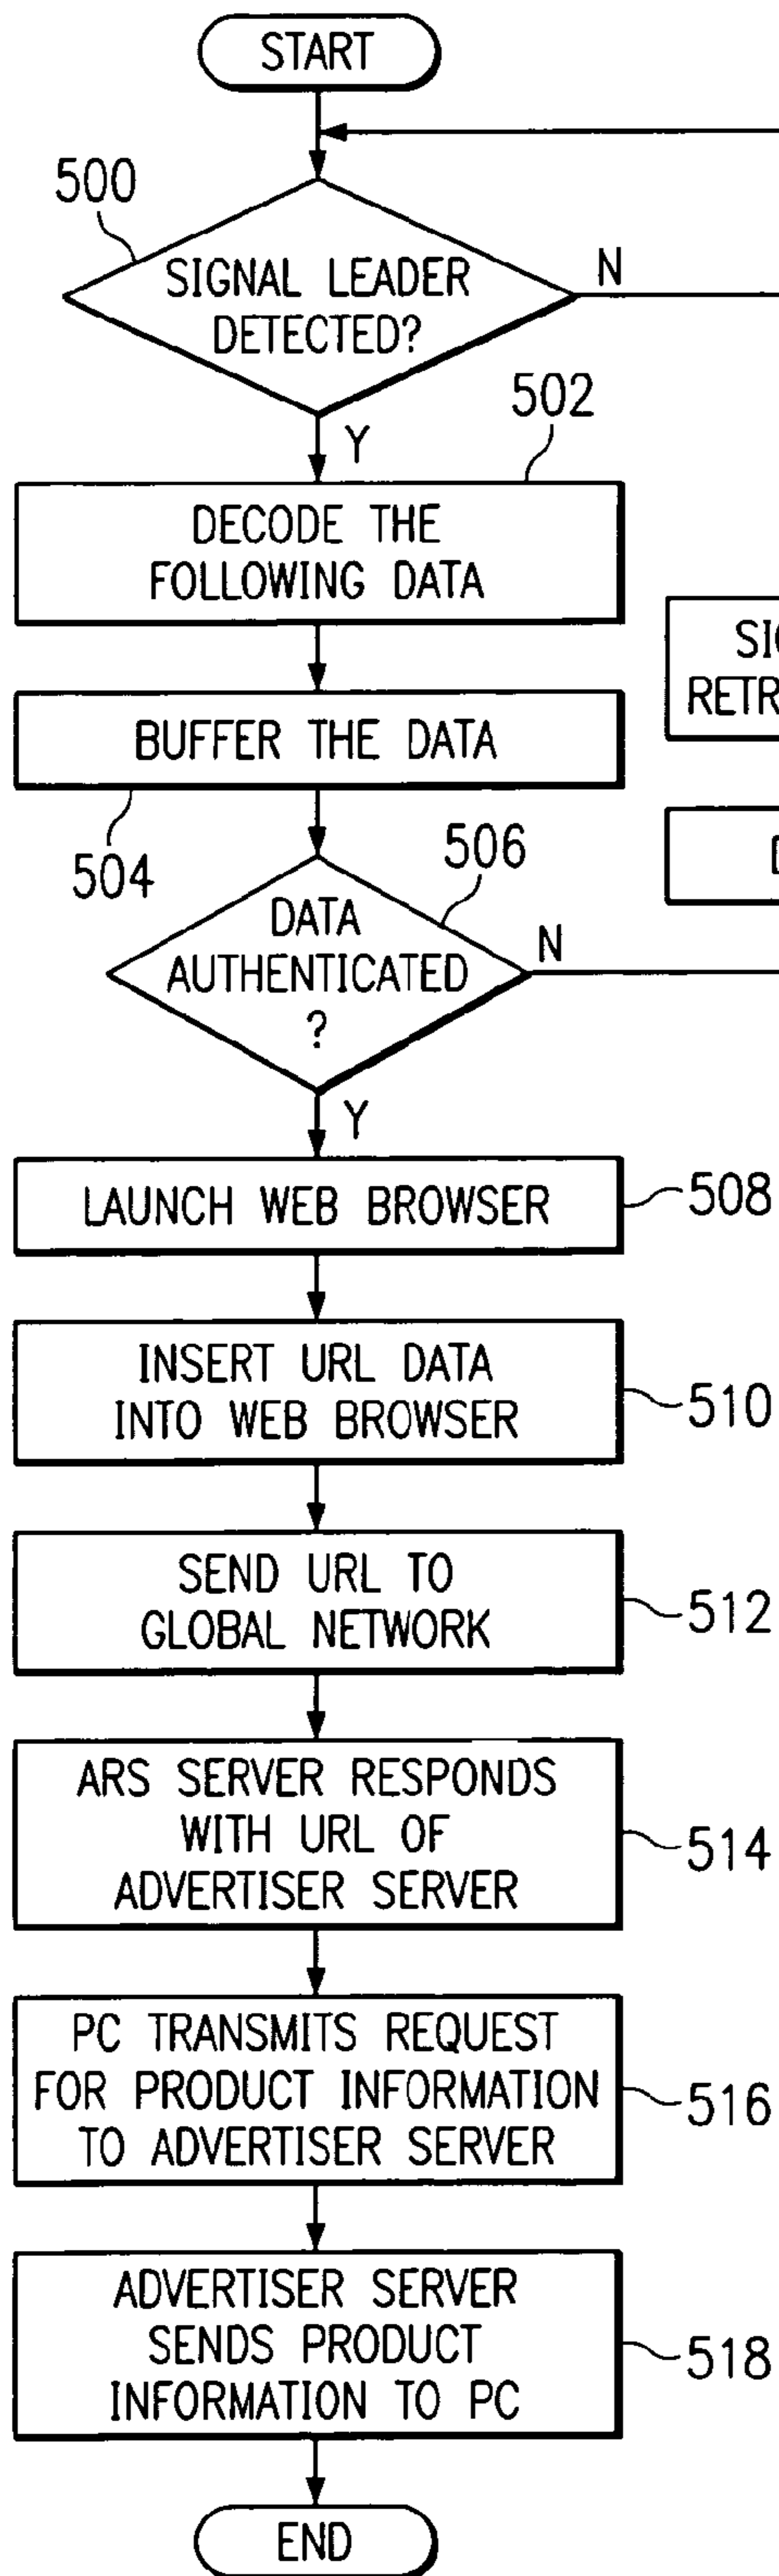 START
500
SIGNAL LEADER
DETECTED?
N
Y
502
DECODE THE
FOLLOWING DATA
BUFFER THE DATA
504
506
DATA
AUTHENTICATED
?
N
Y
LAUNCH WEB BROWSER
508
INSERT URL DATA
INTO WEB BROWSER
510
SEND URL TO
GLOBAL NETWORK
512
ARS SERVER RESPONDS
WITH URL OF
ADVERTISER SERVER
514
PC TRANSMITS REQUEST
FOR PRODUCT INFORMATION
TO ADVERTISER SERVER
516
ADVERTISER SERVER
SENDS PRODUCT
INFORMATION TO PC
518
END